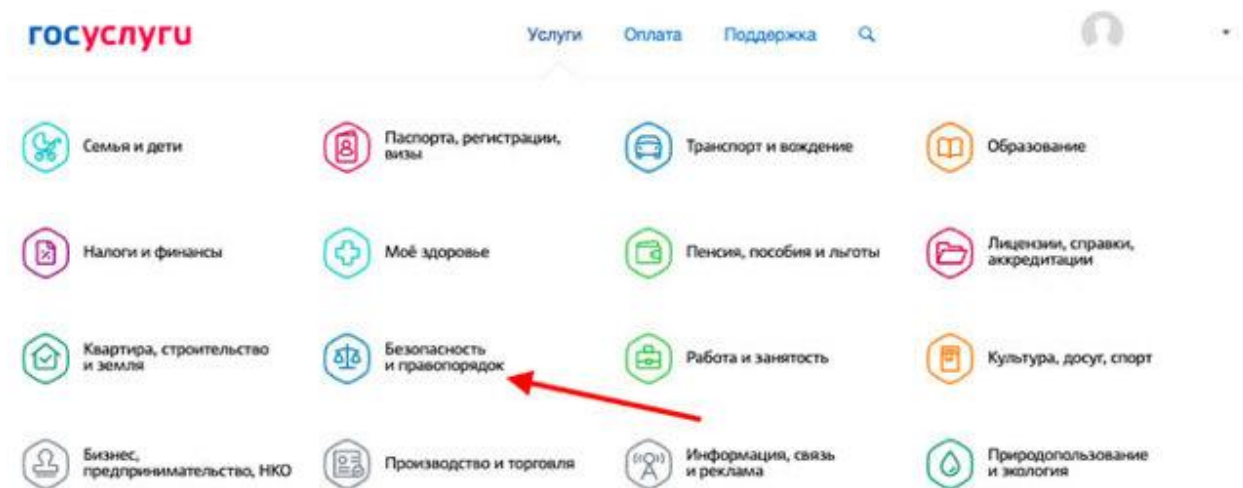 госуслуги
Услуги Оплата Поддержка
Семья и дети
Паспорта, регистрации,
визы
Транспорт и вождение
Образование
Налоги и финансы
Моё здоровье
Пенсия, пособия и льготы
Лицензии, справки,
аккредитации
Квартира, строительство
и земля
Безопасность
и правопорядок
Работа и занятость
Культура, досуг, спорт
Бизнес,
предпринимательство, НКО
Производство и торговля
Информация, связь
и реклама
Природопользование
и экология